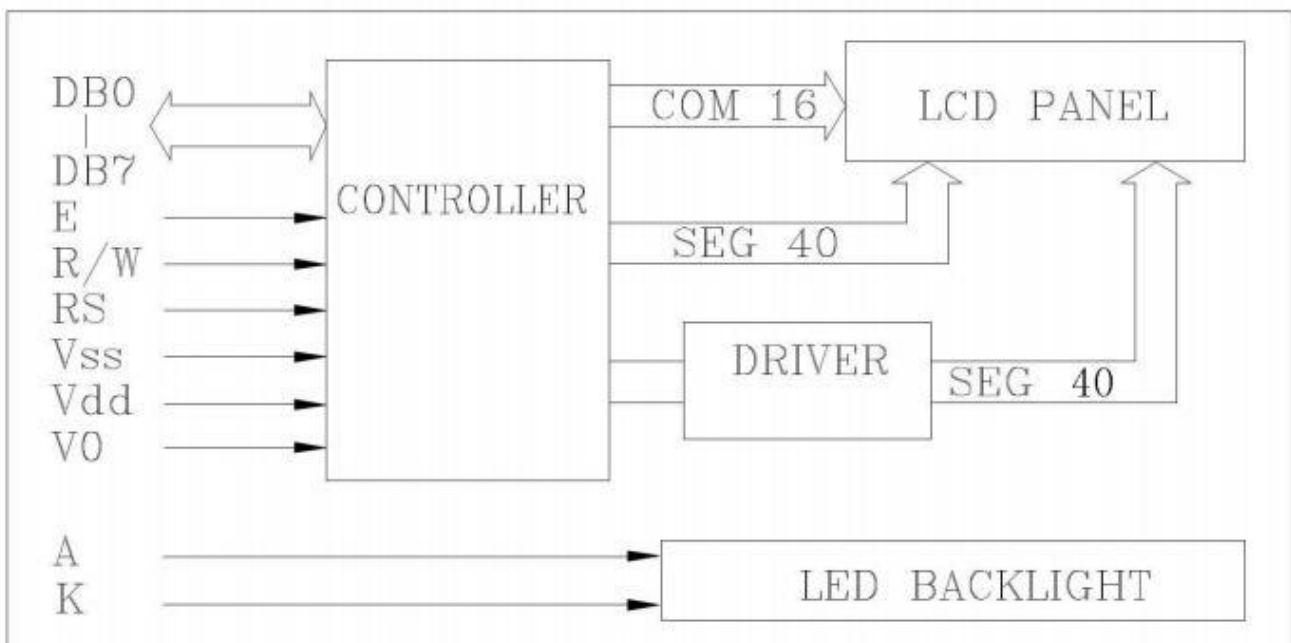 DB0
|
DB7
E
R/W
RS
Vss
Vdd
V0
A
K
CONTROLLER
COM 16
SEG 40
DRIVER
SEG 40
LCD PANEL
LED BACKLIGHT